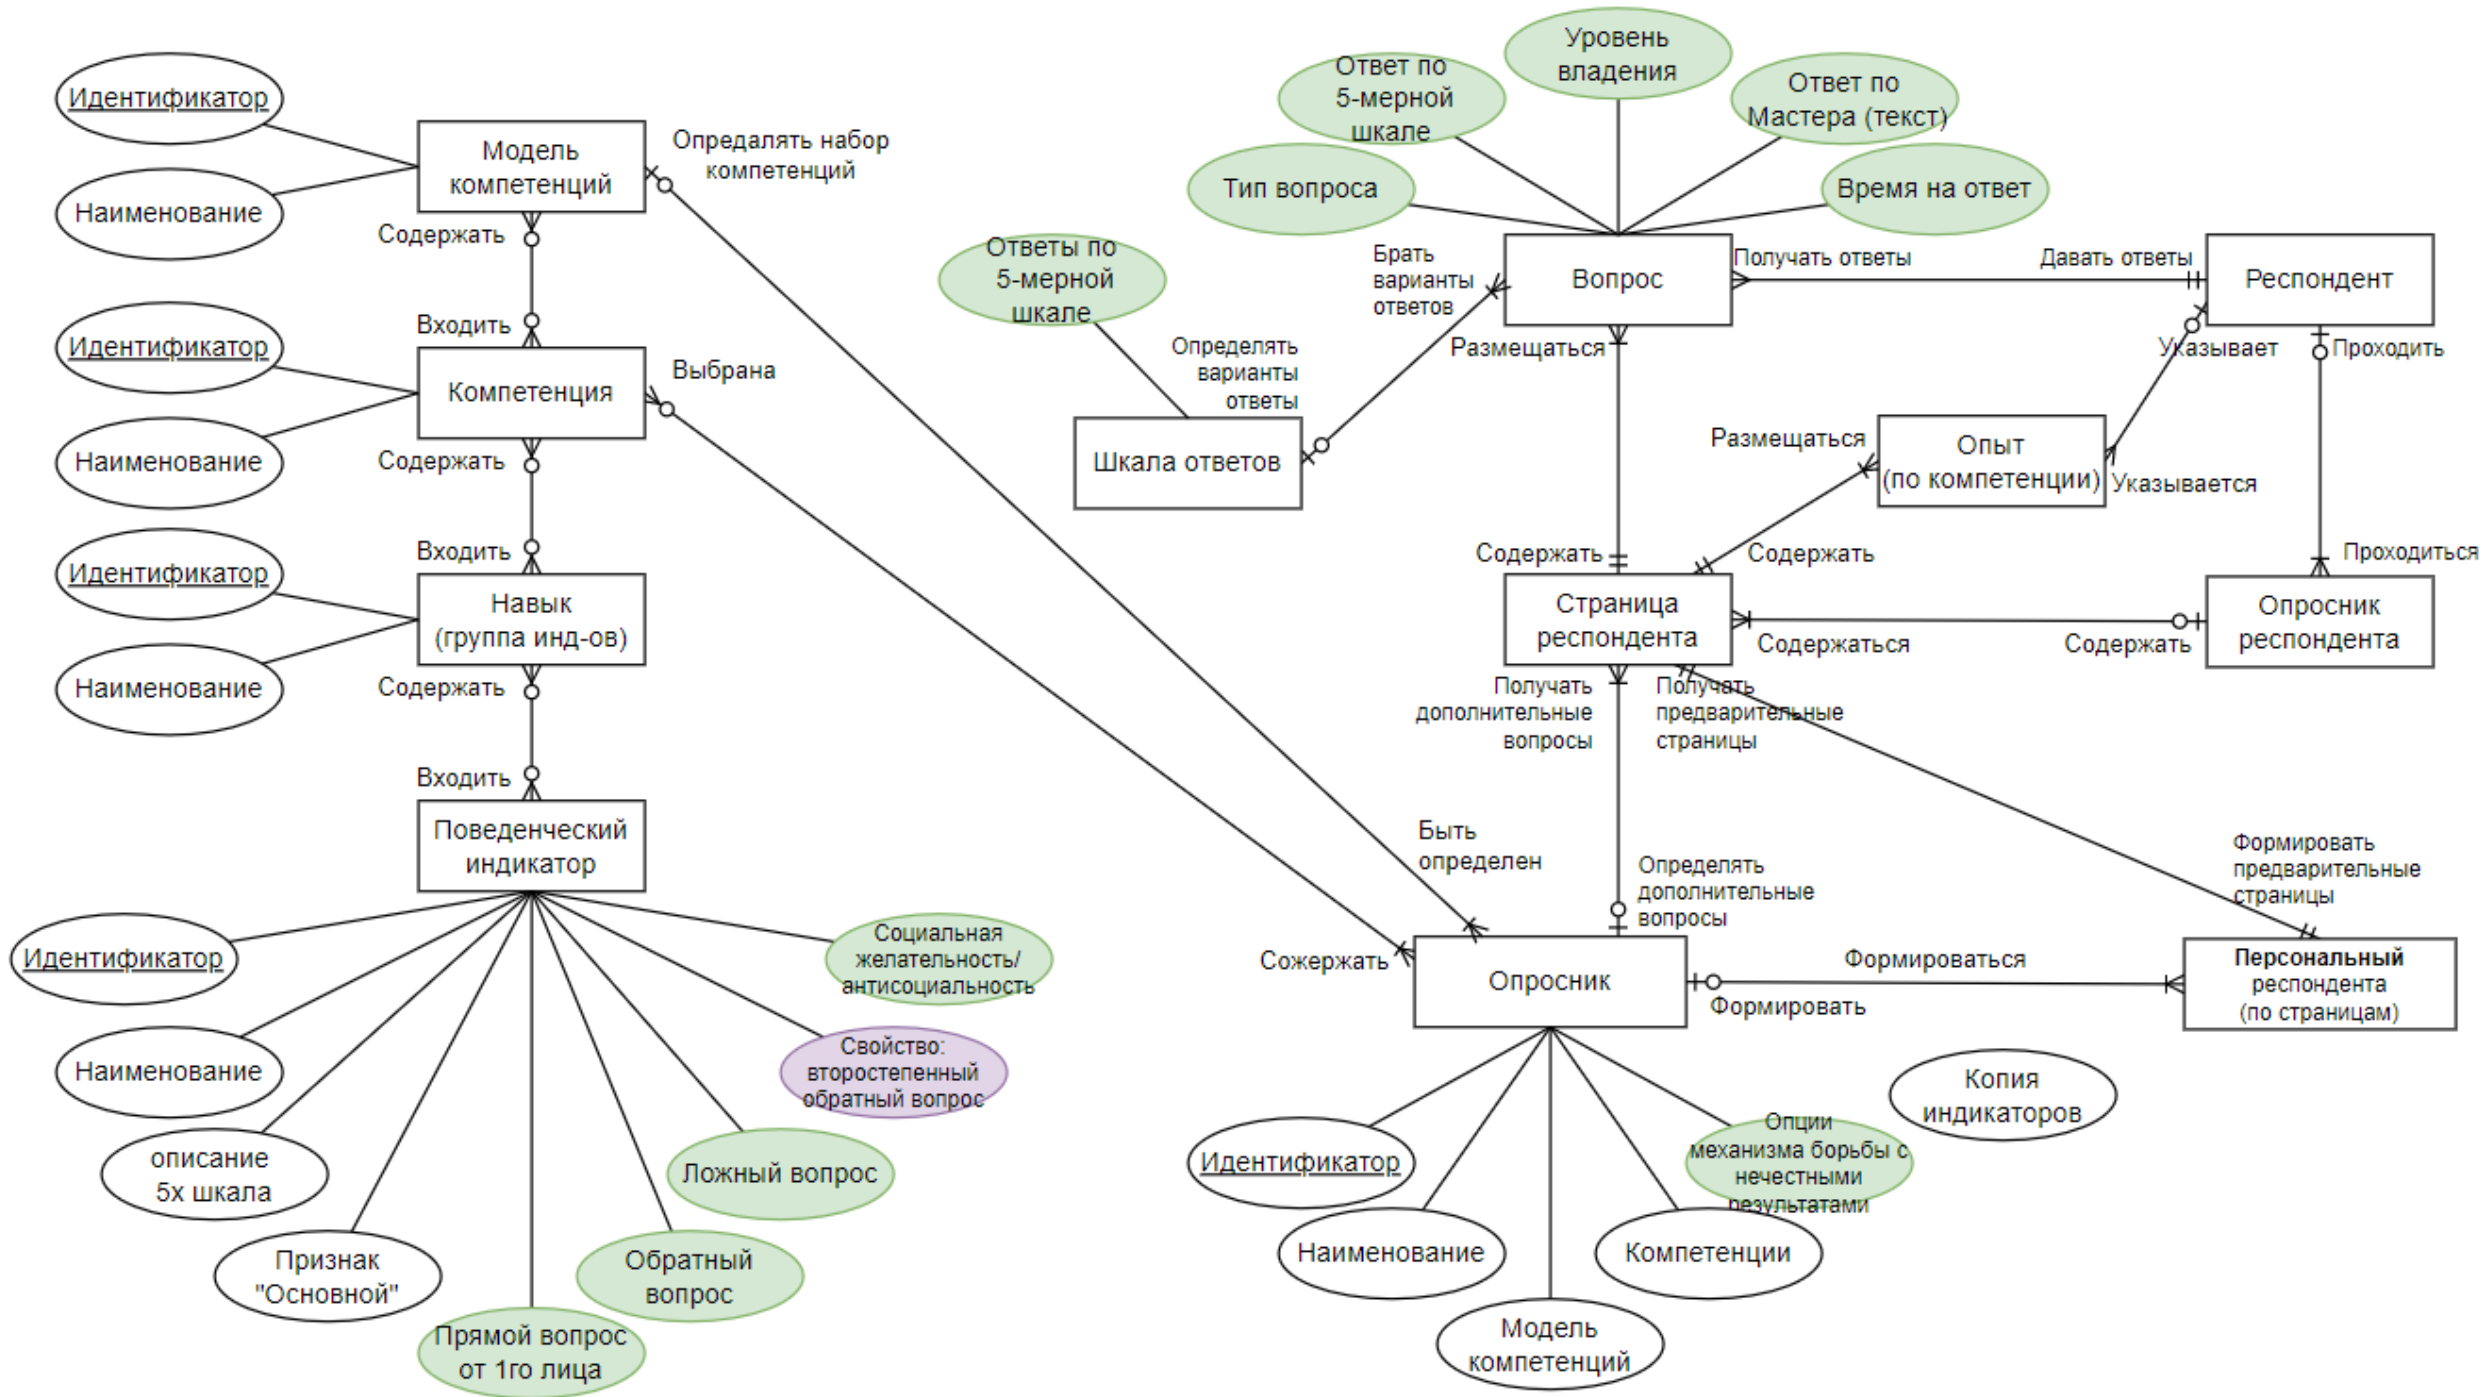 Идентификатор
Наименование
Модель
компетенций
Опредалять набор
компетенций
Содержать
Входить
Идентификатор
Наименование
Компетенция
Выбрана
Содержать
Входить
Идентификатор
Наименование
Навык
(группа инд-ов)
Содержать
Входить
Поведенческий
индикатор
Идентификатор
Наименование
описание
5х шкала
Признак
"Основной"
Прямой вопрос
от 1го лица
Обратный
вопрос
Ложный вопрос
Свойство:
второстепенный
обратный вопрос
Социальная
желательность/
антисоциальность
Уровень
владения
Ответ по
5-мерной
шкале
Ответ по
Мастера (текст)
Тип вопроса
Время на ответ
Ответы по
5-мерной
шкале
Брать
варианты
ответов
Вопрос
Получать ответы
Давать ответы
Респондент
Определять
варианты
ответы
Размещаться
Указывает
Проходить
Шкала ответов
Размещаться
Опыт
(по компетенции)
Указывается
Содержать
Содержать
Проходиться
Страница
респондента
Содержаться
Содержать
Опросник
респондента
Получать
дополнительные
вопросы
Получать
предварительные
страницы
Быть
определен
Определять
дополнительные
вопросы
Формировать
предварительные
страницы
Сожержать
Опросник
Формироваться
Формировать
Персональный
респондента
(по страницам)
Копия
индикаторов
Опции
механизма борьбы с
нечестными
результатами
Идентификатор
Наименование
Компетенции
Модель
компетенций